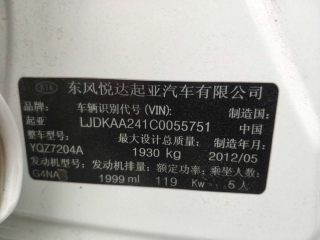 KIA 东风悦达起亚汽车有限公司
品牌: 车辆识别代号(VIN): 制造国:
起亚 LJDKAA241C0055751 中国
整车型号: 最大设计总质量: 制造年月:
YQZ7204A 1930 kg 2012/05
发动机型号: 发动机排量: 额定功率: 乘坐人数:
G4NA 1999 ml 119 Kw 5人